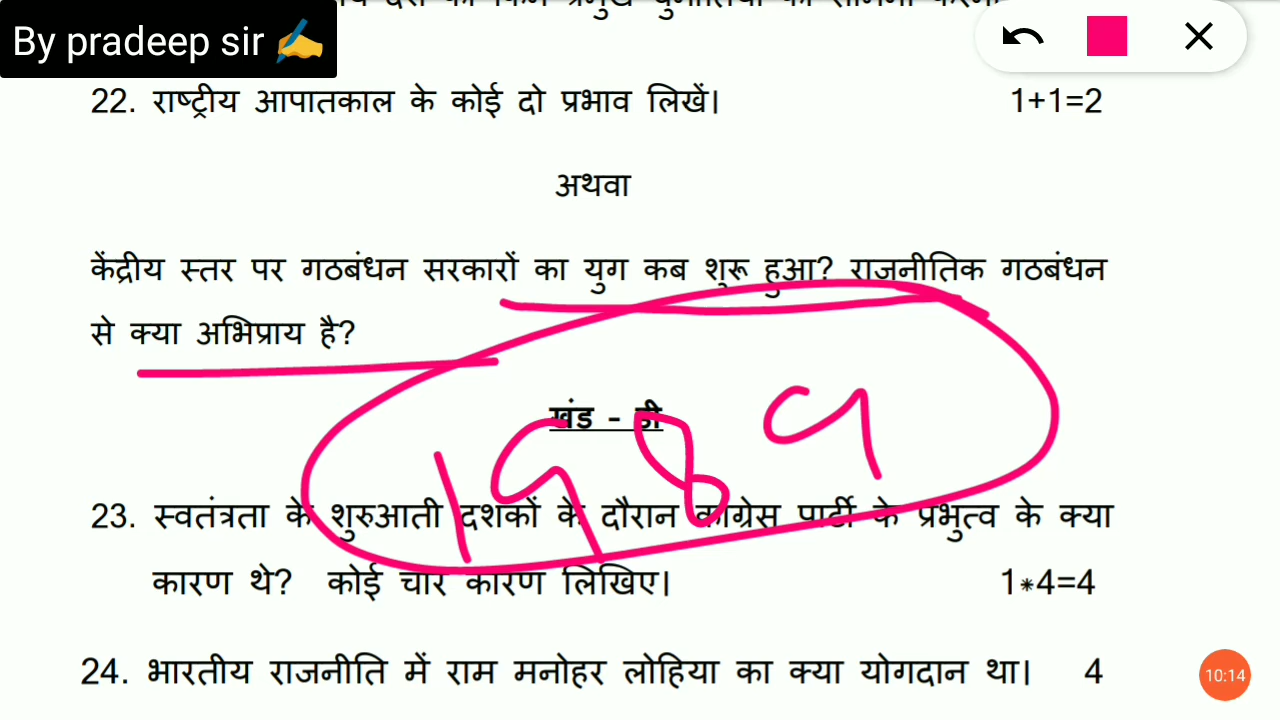 By pradeep sir ✍️
22. राष्ट्रीय आपातकाल के कोई दो प्रभाव लिखें। 1+1=2
अथवा
केंद्रीय स्तर पर गठबंधन सरकारों का युग कब शुरू हुआ? राजनीतिक गठबंधन
से क्या अभिप्राय है?
खंड - डी
1989
23. स्वतंत्रता के शुरुआती दशकों के दौरान कांग्रेस पार्टी के प्रभुत्व के क्या
कारण थे? कोई चार कारण लिखिए। 1*4=4
24. भारतीय राजनीति में राम मनोहर लोहिया का क्या योगदान था। 4
10:14